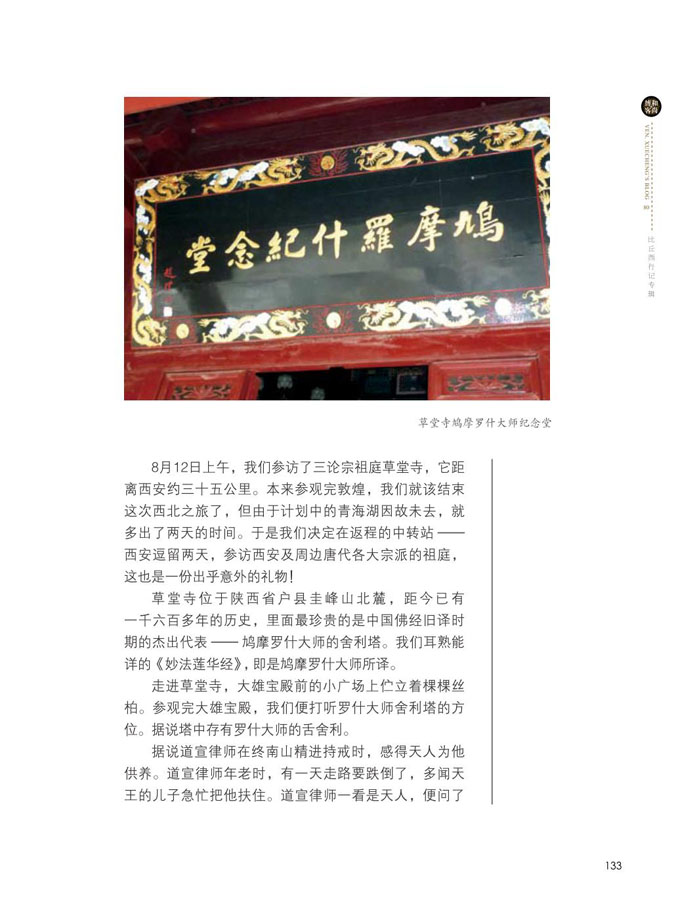 鳩摩羅什紀念堂
和尚
博客
VEN. XUECHENG'S BLOG
比丘西行记专辑
草堂寺鸠摩罗什大师纪念堂
8月12日上午，我们参访了三论宗祖庭草堂寺，它距
离西安约三十五公里。本来参观完敦煌，我们就该结束
这次西北之旅了，但由于计划中的青海湖因故未去，就
多出了两天的时间。于是我们决定在返程的中转站 ——
西安逗留两天，参访西安及周边唐代各大宗派的祖庭，
这也是一份出乎意外的礼物！
草堂寺位于陕西省户县圭峰山北麓，距今已有
一千六百多年的历史，里面最珍贵的是中国佛经旧译时
期的杰出代表 —— 鸠摩罗什大师的舍利塔。我们耳熟能
详的《妙法莲华经》，即是鸠摩罗什大师所译。
走进草堂寺，大雄宝殿前的小广场上伫立着棵棵丝
柏。参观完大雄宝殿，我们便打听罗什大师舍利塔的方
位。据说塔中存有罗什大师的舌舍利。
据说道宣律师在终南山精进持戒时，感得天人为他
供养。道宣律师年老时，有一天走路要跌倒了，多闻天
王的儿子急忙把他扶住。道宣律师一看是天人，便问了
133